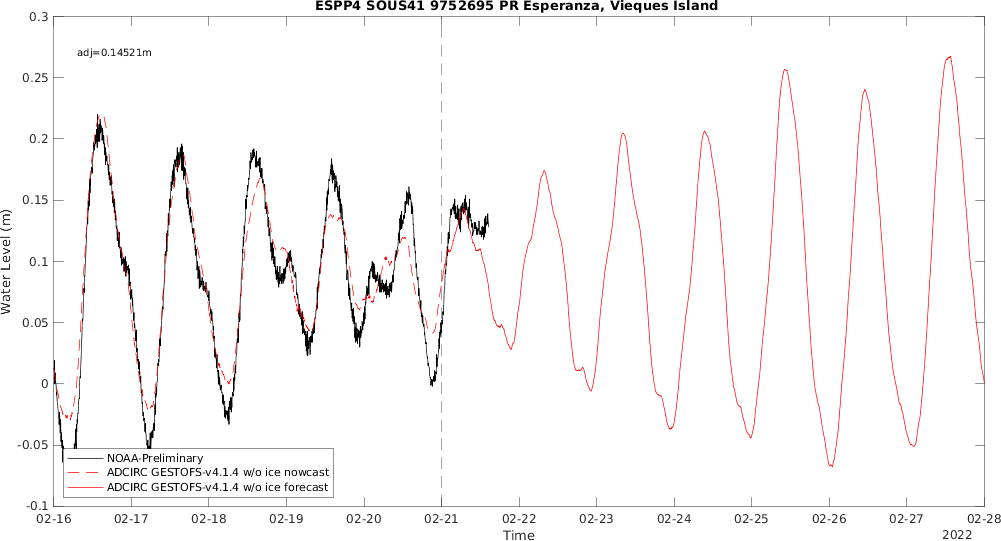 ESPP4 SOUS41 9752695 PR Esperanza, Vieques Island
adj=0.14521m
0.3
0.25
0.2
0.15
0.1
0.05
0
-0.05
-0.1
Water Level (m)
NOAA-Preliminary
ADCIRC GESTOFS-v4.1.4 w/o ice nowcast
ADCIRC GESTOFS-v4.1.4 w/o ice forecast
02-16 02-17 02-18 02-19 02-20 02-21 02-22 02-23 02-24 02-25 02-26 02-27 02-28
Time
2022